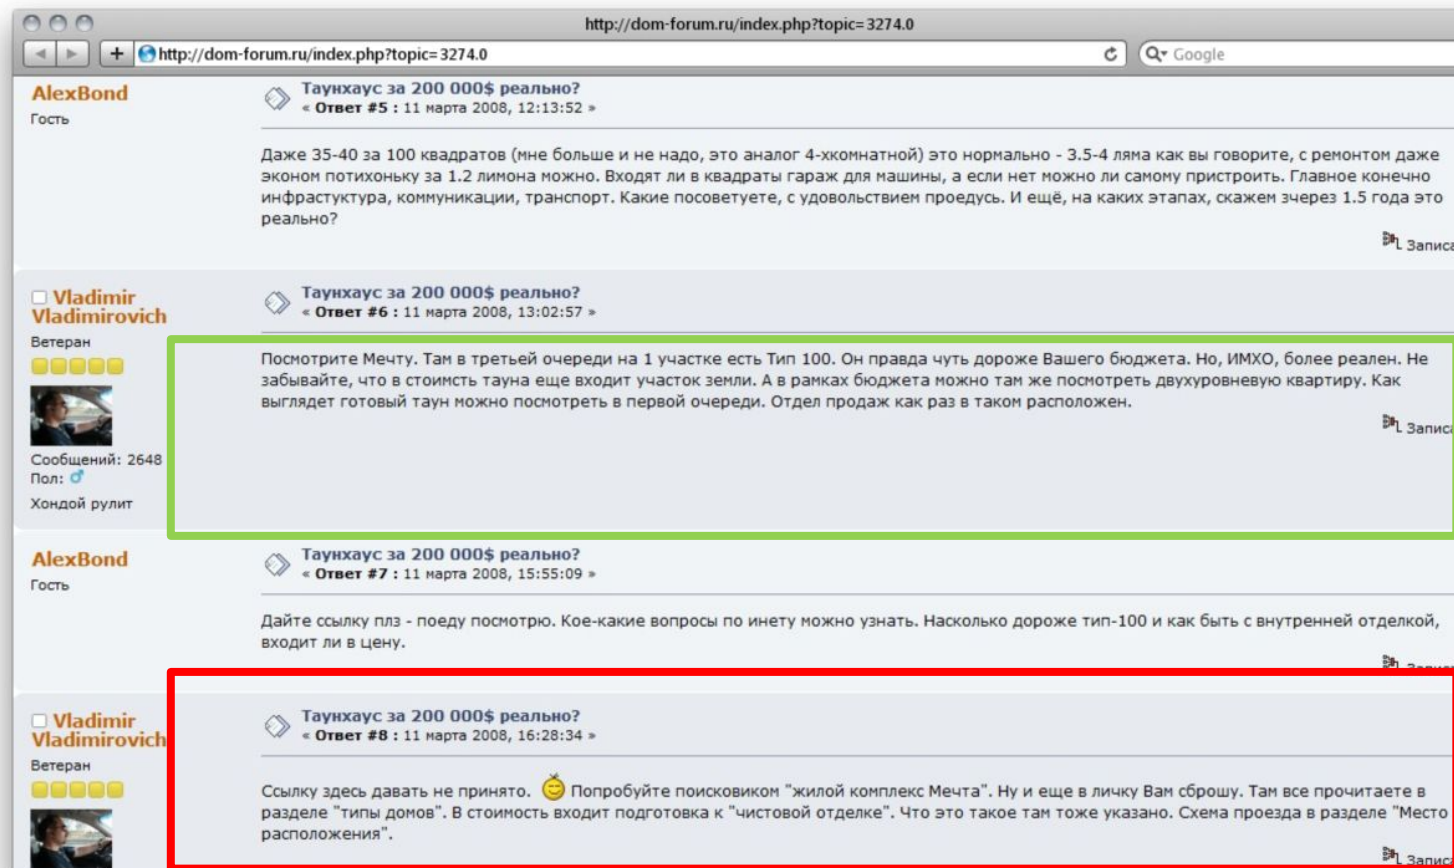 http://dom-forum.ru/index.php?topic=3274.0
http://dom-forum.ru/index.php?topic=3274.0
Google
AlexBond
Гость
Таунхаус за 200 000$ реально?
« Ответ #5 : 11 марта 2008, 12:13:52 »
Даже 35-40 за 100 квадратов (мне больше и не надо, это аналог 4-хкомнатной) это нормально - 3.5-4 ляма как вы говорите, с ремонтом даже
эконом потихоньку за 1.2 лимона можно. Входят ли в квадраты гараж для машины, а если нет можно ли самому пристроить. Главное конечно
инфрастуктура, коммуникации, транспорт. Какие посоветуете, с удовольствием проедусь. И ещё, на каких этапах, скажем зчерез 1.5 года это
реально?
Записа
Vladimir
Vladimirovich
Ветеран
Сообщений: 2648
Пол: ♂
Хондой рулит
Таунхаус за 200 000$ реально?
« Ответ #6 : 11 марта 2008, 13:02:57 »
Посмотрите Мечту. Там в третьей очереди на 1 участке есть Тип 100. Он правда чуть дороже Вашего бюджета. Но, ИМХО, более реален. Не
забывайте, что в стоимсть тауна еще входит участок земли. А в рамках бюджета можно там же посмотреть двухуровневую квартиру. Как
выглядет готовый таун можно посмотреть в первой очереди. Отдел продаж как раз в таком расположен.
Записа
AlexBond
Гость
Таунхаус за 200 000$ реально?
« Ответ #7 : 11 марта 2008, 15:55:09 »
Дайте ссылку плз - поеду посмотрю. Кое-какие вопросы по инету можно узнать. Насколько дороже тип-100 и как быть с внутренней отделкой,
входит ли в цену.
Vladimir
Vladimirovich
Ветеран
Таунхаус за 200 000$ реально?
« Ответ #8 : 11 марта 2008, 16:28:34 »
Ссылку здесь давать не принято. Попробуйте поисковиком "жилой комплекс Мечта". Ну и еще в личку Вам сброшу. Там все прочитаете в
разделе "типы домов". В стоимость входит подготовка к "чистовой отделке". Что это такое там тоже указано. Схема проезда в разделе "Место
расположения".
Записа